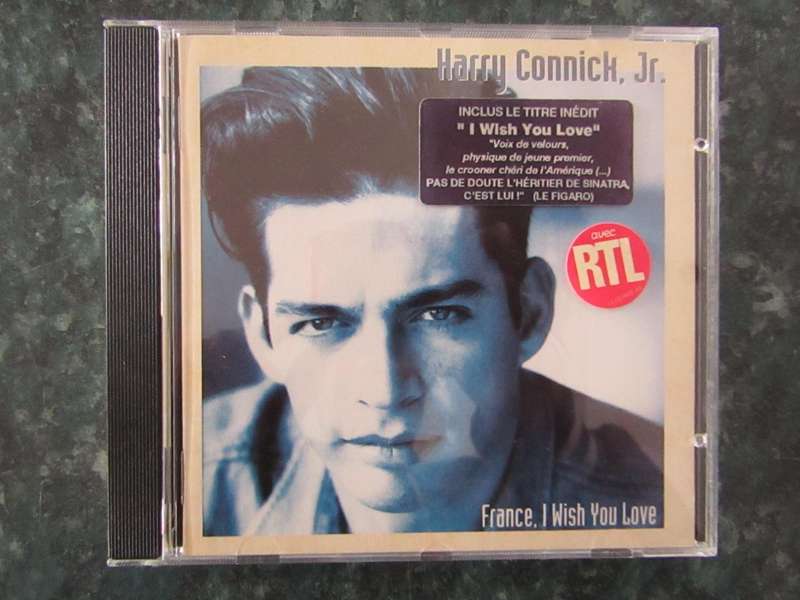 Harry Connick, Jr.
INCLUS LE TITRE INÉDIT
" I Wish You Love"
"Voix de velours,
physique de jeune premier,
le crooner chéri de l'Amérique (...)
PAS DE DOUTE L'HÉRITIER DE SINATRA,
C'EST LUI !" (LE FIGARO)
avec
RTL
France, I Wish You Love